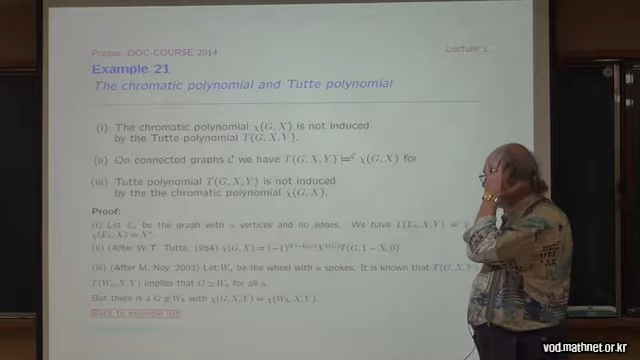 Prague: DOC-COURSE 2014
Lecture 1
Example 21
The chromatic polynomial and Tutte polynomial
(i) The chromatic polynomial χ(G, X) is not induced
by the Tutte polynomial T(G, X, Y).
(ii) On connected graphs C we have T(G, X, Y) ⊨^C χ(G, X) for
(iii) Tutte polynomial T(G, X, Y) is not induced
by the the chromatic polynomial χ(G, X).
Proof:
(i) Let Eₙ be the graph with n vertices and no edges. We have T(Eₙ, X, Y) =
χ(Eₙ, X) = Xⁿ.
(ii) (After W.T. Tutte, 1954) χ(G, X) = T(G, 1 − X, 0)
(iii) (After M. Noy, 2003) Let Wₙ be the wheel with n spokes. It is known that T(G, X, Y)
T(Wₙ, X, Y) implies that G ≃ Wₙ for all n.
But there is a G ≄ W₅ with χ(G, X, Y) = χ(W₅, X, Y).
Back to example list
vod.mathnet.or.kr